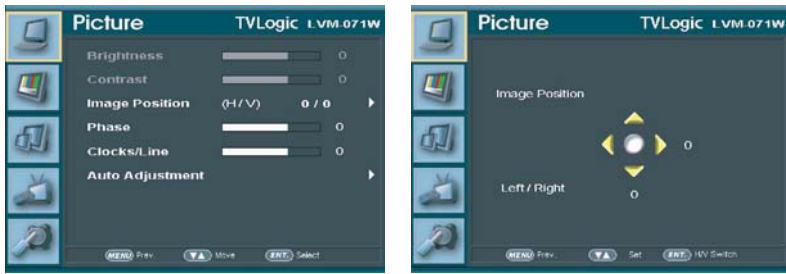 Picture TVLogic LVM-071W
Brightness 0
Contrast 0
Image Position (H/V) 0 / 0
Phase 0
Clocks/Line 0
Auto Adjustment
MENU Prev. ▼▲ Move ENT. Select
Picture TVLogic LVM-071W
Image Position
0
Left / Right
0
MENU Prev. ▼▲ Set ENT. H/V Switch